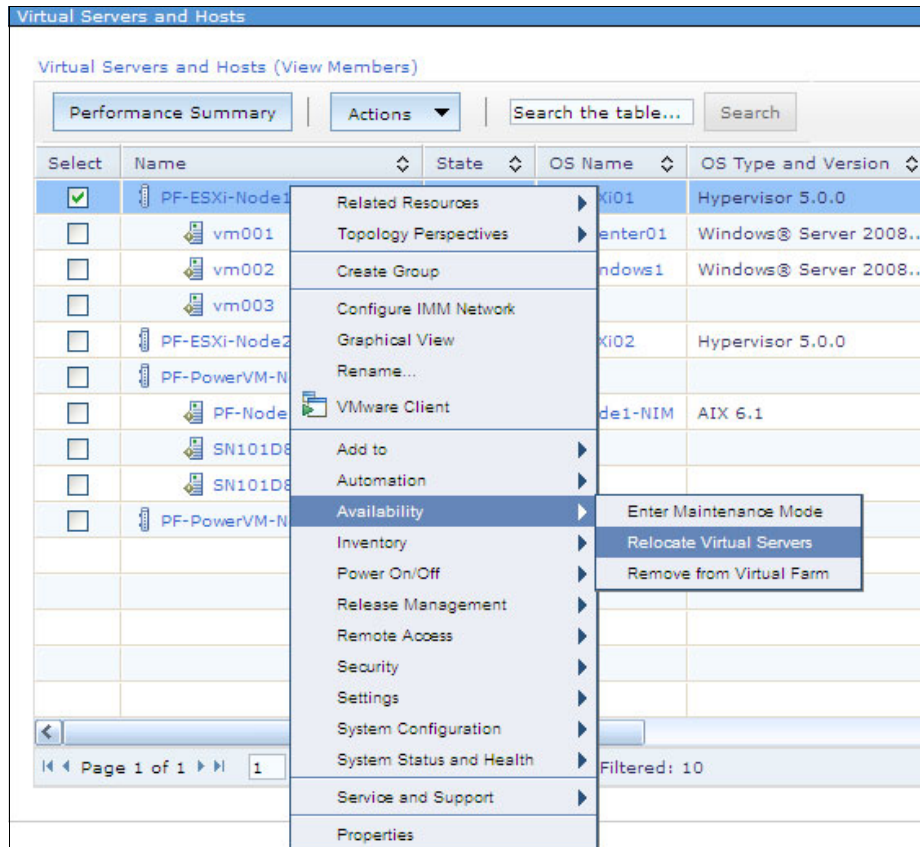 Virtual Servers and Hosts
Virtual Servers and Hosts (View Members)
Performance Summary Actions Search the table... Search
Select Name State OS Name OS Type and Version
PF-ESXi-Node1 Xi01 Hypervisor 5.0.0
vm001 enter01 Windows® Server 2008...
vm002 ndows1 Windows® Server 2008...
vm003
PF-ESXi-Node2 Xi02 Hypervisor 5.0.0
PF-PowerVM-N
PF-Node de1-NIM AIX 6.1
SN101D8
SN101D8
PF-PowerVM-N
Related Resources
Topology Perspectives
Create Group
Configure IMM Network
Graphical View
Rename...
VMware Client
Add to
Automation
Availability
Inventory
Power On/Off
Release Management
Remote Access
Security
Settings
System Configuration
System Status and Health
Service and Support
Properties
Enter Maintenance Mode
Relocate Virtual Servers
Remove from Virtual Farm
Page 1 of 1 1 Filtered: 10